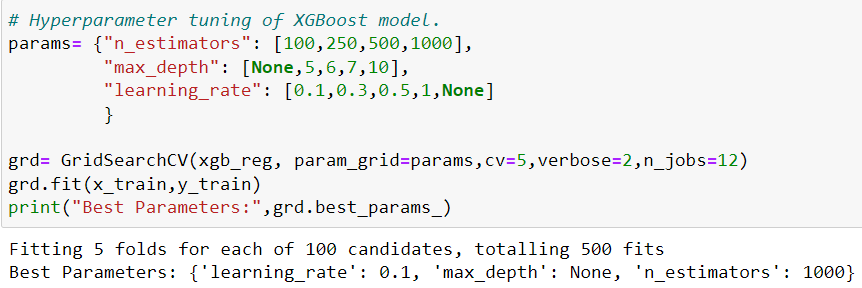 # Hyperparameter tuning of XGBoost model.
params= {"n_estimators": [100,250,500,1000],
"max_depth": [None,5,6,7,10],
"learning_rate": [0.1,0.3,0.5,1,None]
}
grd= GridSearchCV(xgb_reg, param_grid=params,cv=5,verbose=2,n_jobs=12)
grd.fit(x_train,y_train)
print("Best Parameters:",grd.best_params_)
Fitting 5 folds for each of 100 candidates, totalling 500 fits
Best Parameters: {'learning_rate': 0.1, 'max_depth': None, 'n_estimators': 1000}